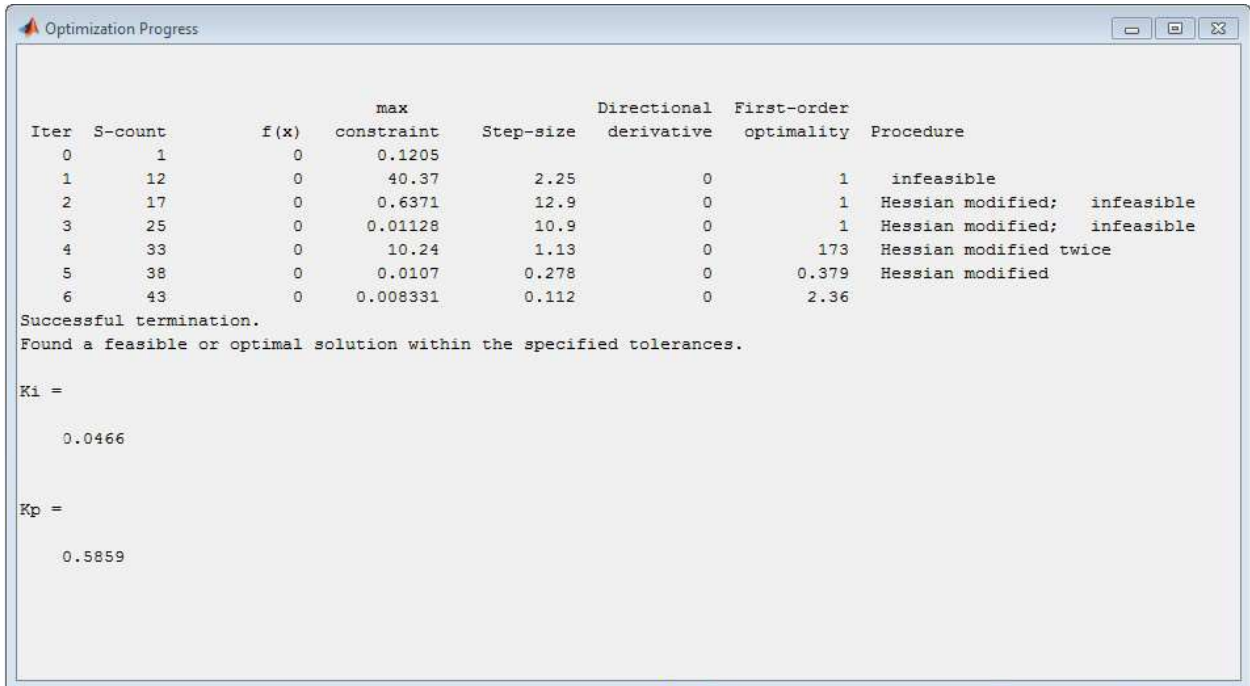 Optimization Progress
max Directional First-order
Iter S-count f(x) constraint Step-size derivative optimality Procedure
0 1 0 0.1205
1 12 0 40.37 2.25 0 1 infeasible
2 17 0 0.6371 12.9 0 1 Hessian modified; infeasible
3 25 0 0.01128 10.9 0 1 Hessian modified; infeasible
4 33 0 10.24 1.13 0 173 Hessian modified twice
5 38 0 0.0107 0.278 0 0.379 Hessian modified
6 43 0 0.008331 0.112 0 2.36
Successful termination.
Found a feasible or optimal solution within the specified tolerances.
Ki =
0.0466
Kp =
0.5859